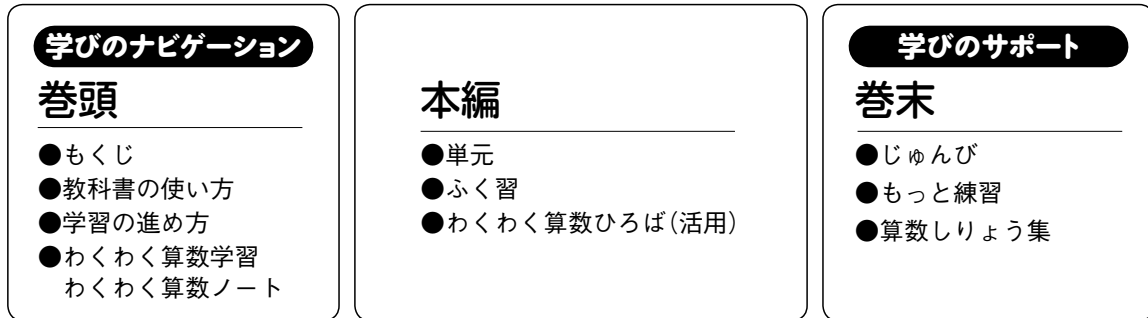 学びのナビゲーション
巻頭
●もくじ
●教科書の使い方
●学習の進め方
●わくわく算数学習
わくわく算数ノート
本編
●単元
●ふく習
●わくわく算数ひろば(活用)
学びのサポート
巻末
●じゅんび
●もっと練習
●算数しりょう集